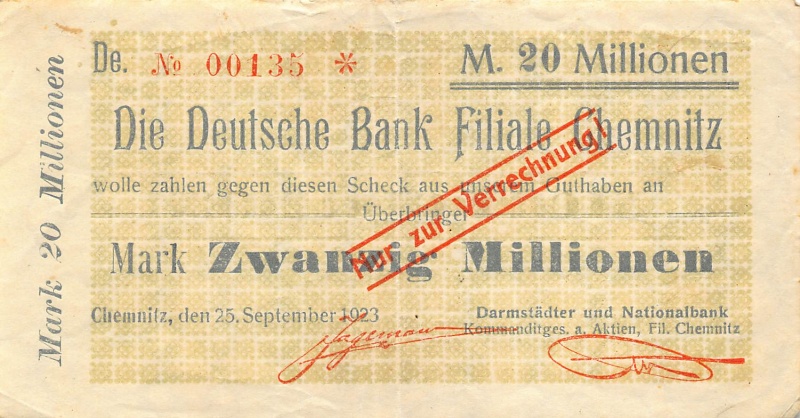 Mark 20 Millionen
De. № 00135 *
M. 20 Millionen
Die Deutsche Bank Filiale Chemnitz
wolle zahlen gegen diesen Scheck aus unserem Guthaben an
Überbringer
Nur zur Verrechnung!
Mark Zwanzig Millionen
Chemnitz, den 25. September 1923
Darmstädter und Nationalbank
Kommanditges. a. Aktien, Fil. Chemnitz